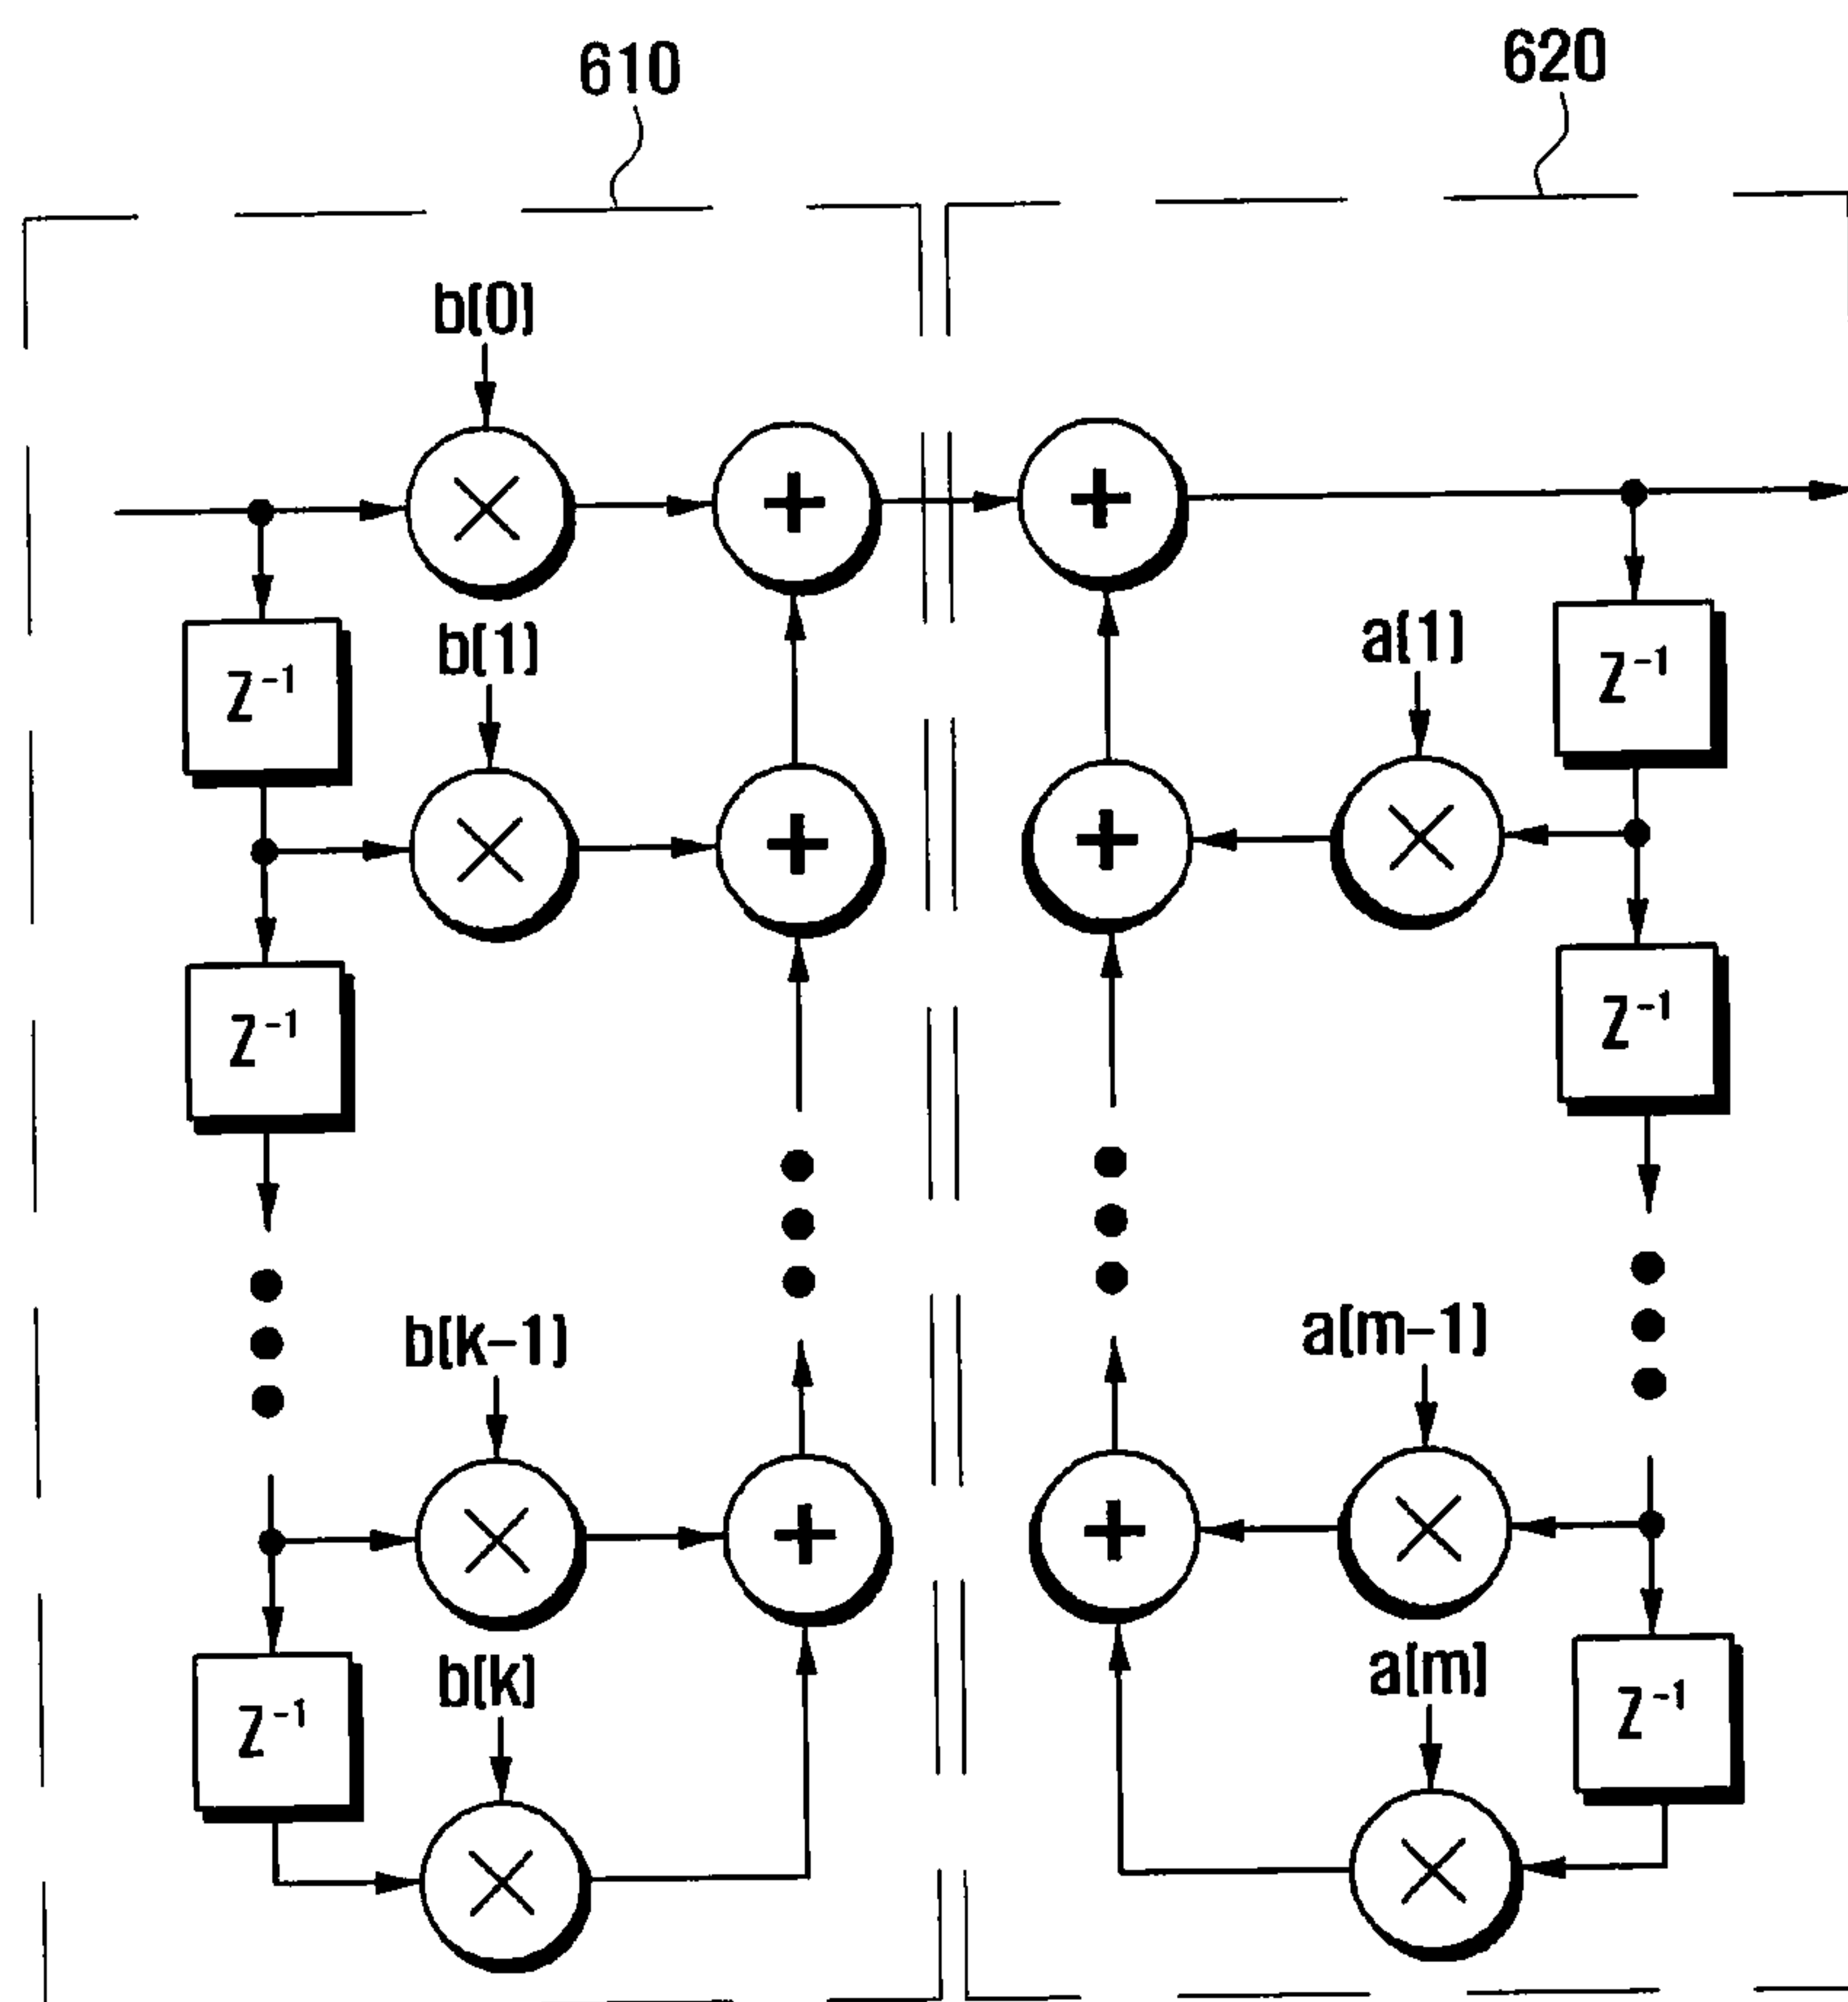 610
620
b(0)
b(1)
a(1)
Z⁻¹
Z⁻¹
Z⁻¹
Z⁻¹
b(k-1)
a(m-1)
b(k)
a(m)
Z⁻¹
Z⁻¹